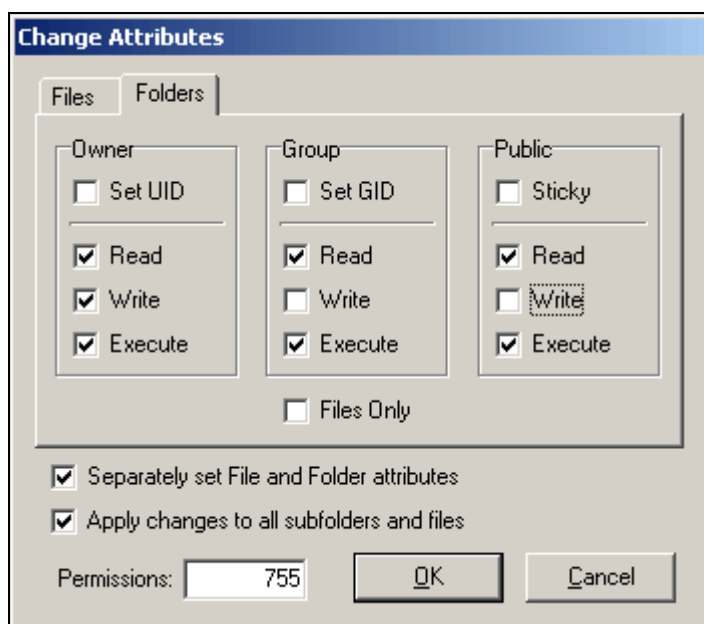 Change Attributes
Files Folders
Owner Group Public
Set UID Set GID Sticky
Read Read Read
Write Write Write
Execute Execute Execute
Files Only
Separately set File and Folder attributes
Apply changes to all subfolders and files
Permissions: 755 OK Cancel